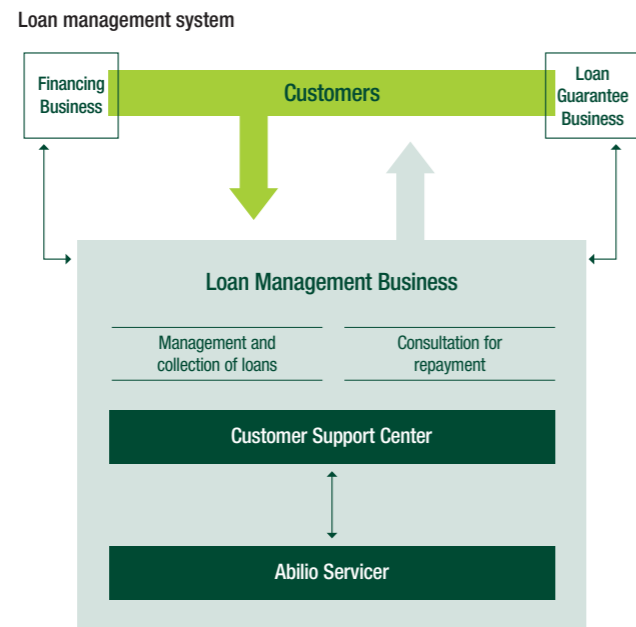 Loan management system
Financing
Business
Customers
Loan
Guarantee
Business
Loan Management Business
Management and
collection of loans
Consultation for
repayment
Customer Support Center
Abilio Servicer